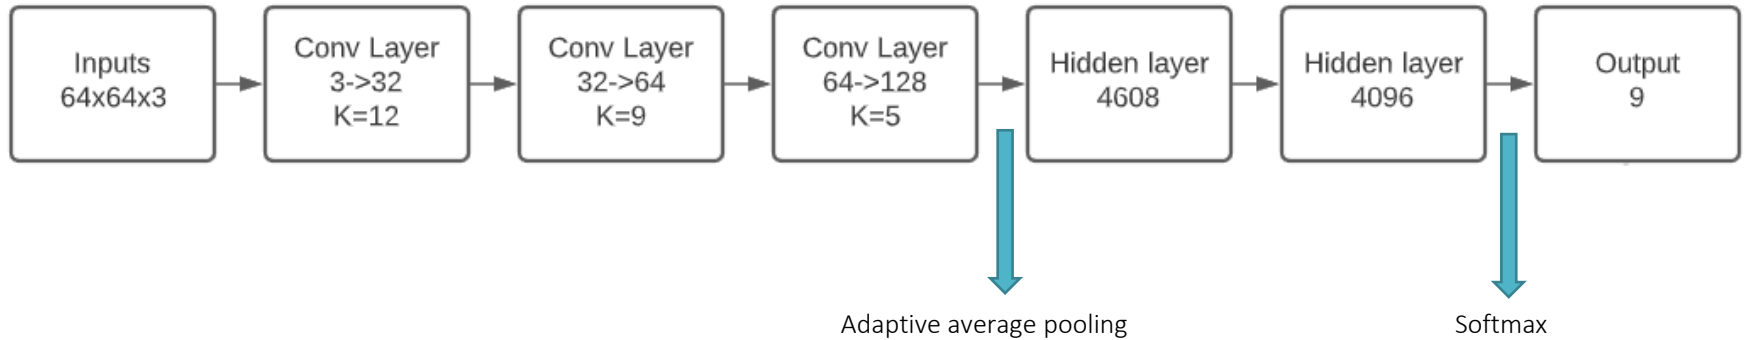 Inputs
64x64x3
Conv Layer
3->32
K=12
Conv Layer
32->64
K=9
Conv Layer
64->128
K=5
Hidden layer
4608
Hidden layer
4096
Output
9
Adaptive average pooling
Softmax